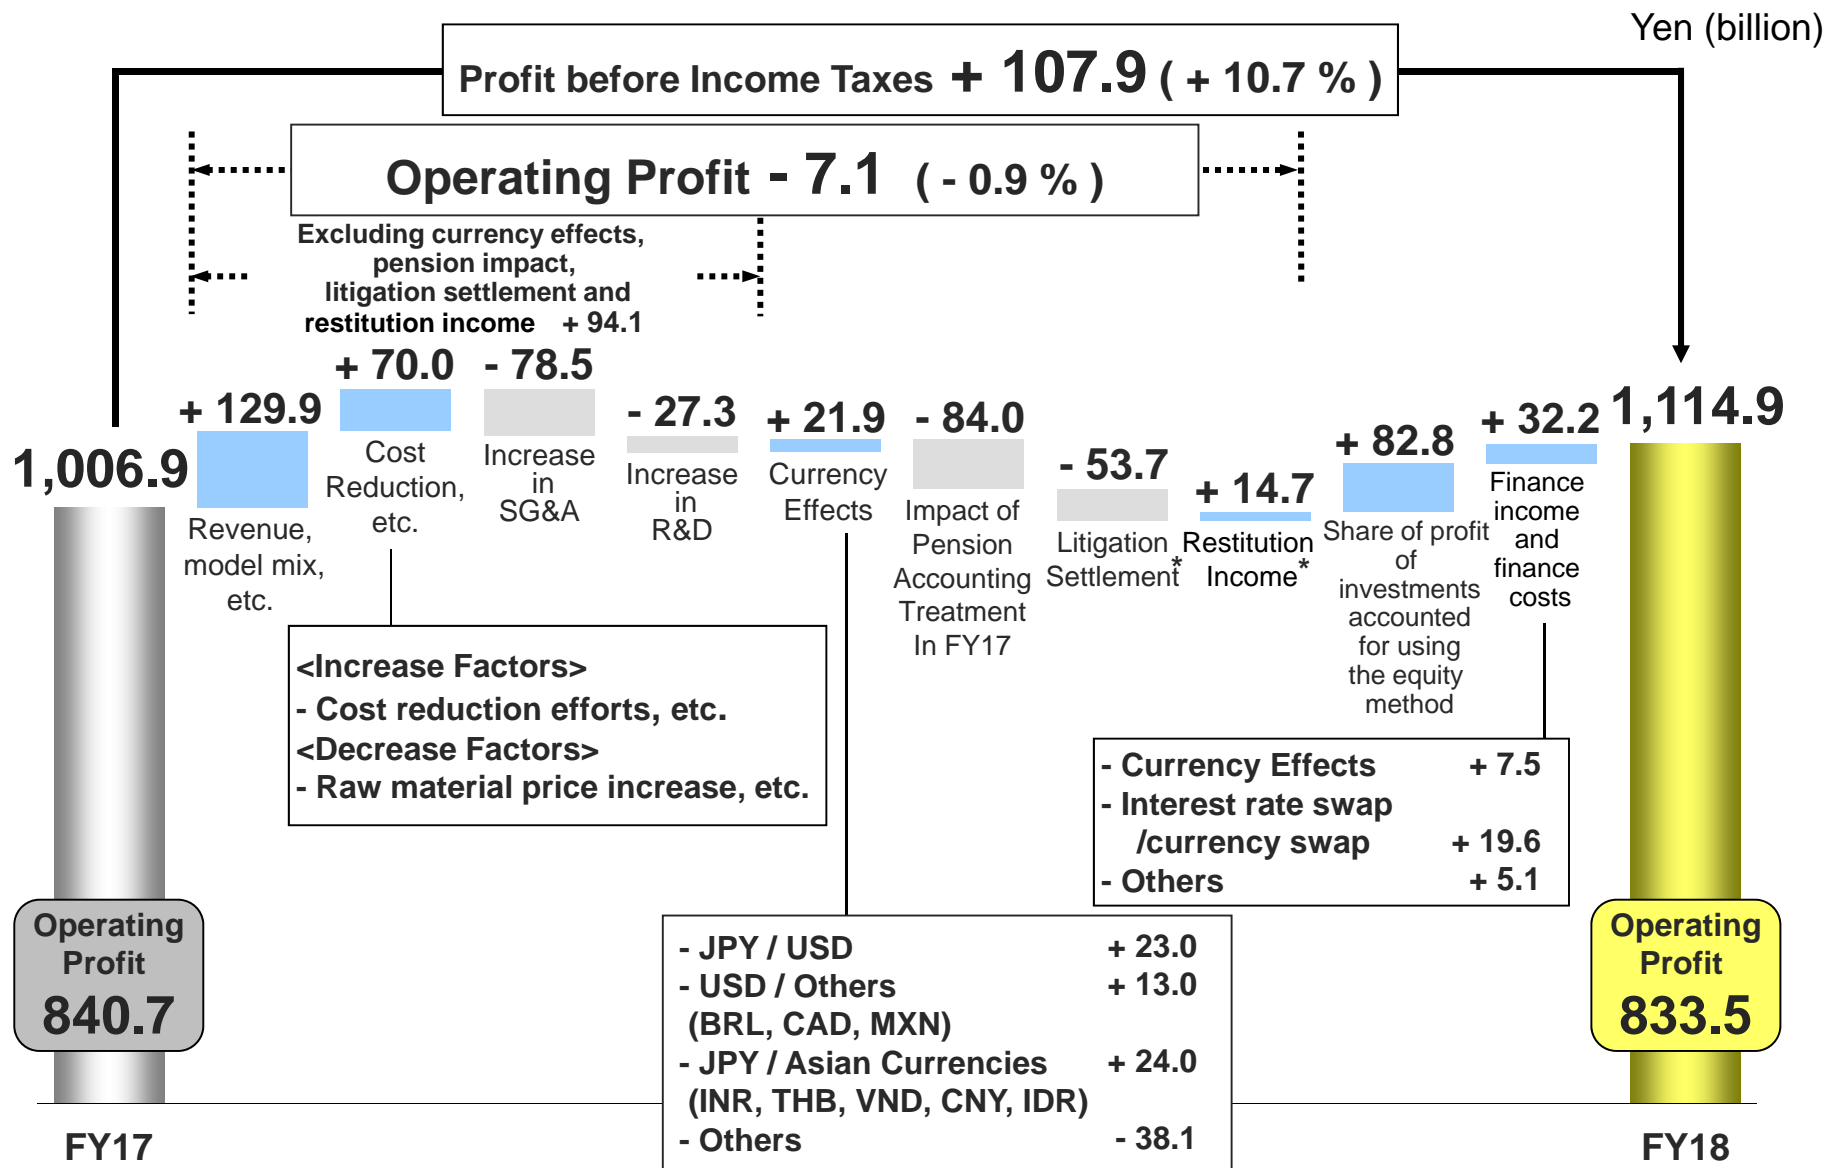 Yen (billion)
Profit before Income Taxes + 107.9 ( + 10.7 % )
Operating Profit - 7.1 ( - 0.9 % )
Excluding currency effects,
pension impact,
litigation settlement and
restitution income + 94.1
1,006.9
+ 129.9
Revenue,
model mix,
etc.
+ 70.0
Cost
Reduction,
etc.
- 78.5
Increase
in
SG&A
- 27.3
Increase
in
R&D
+ 21.9
Currency
Effects
- 84.0
Impact of
Pension
Accounting
Treatment
In FY17
- 53.7
Litigation
Settlement*
+ 14.7
Restitution
Income*
+ 82.8
Share of profit
of
investments
accounted
for using
the equity
method
+ 32.2
Finance
income
and
finance
costs
1,114.9
<Increase Factors>
- Cost reduction efforts, etc.
<Decrease Factors>
- Raw material price increase, etc.
- Currency Effects + 7.5
- Interest rate swap
/currency swap + 19.6
- Others + 5.1
- JPY / USD + 23.0
- USD / Others + 13.0
(BRL, CAD, MXN)
- JPY / Asian Currencies + 24.0
(INR, THB, VND, CNY, IDR)
- Others - 38.1
Operating
Profit
840.7
Operating
Profit
833.5
FY17
FY18